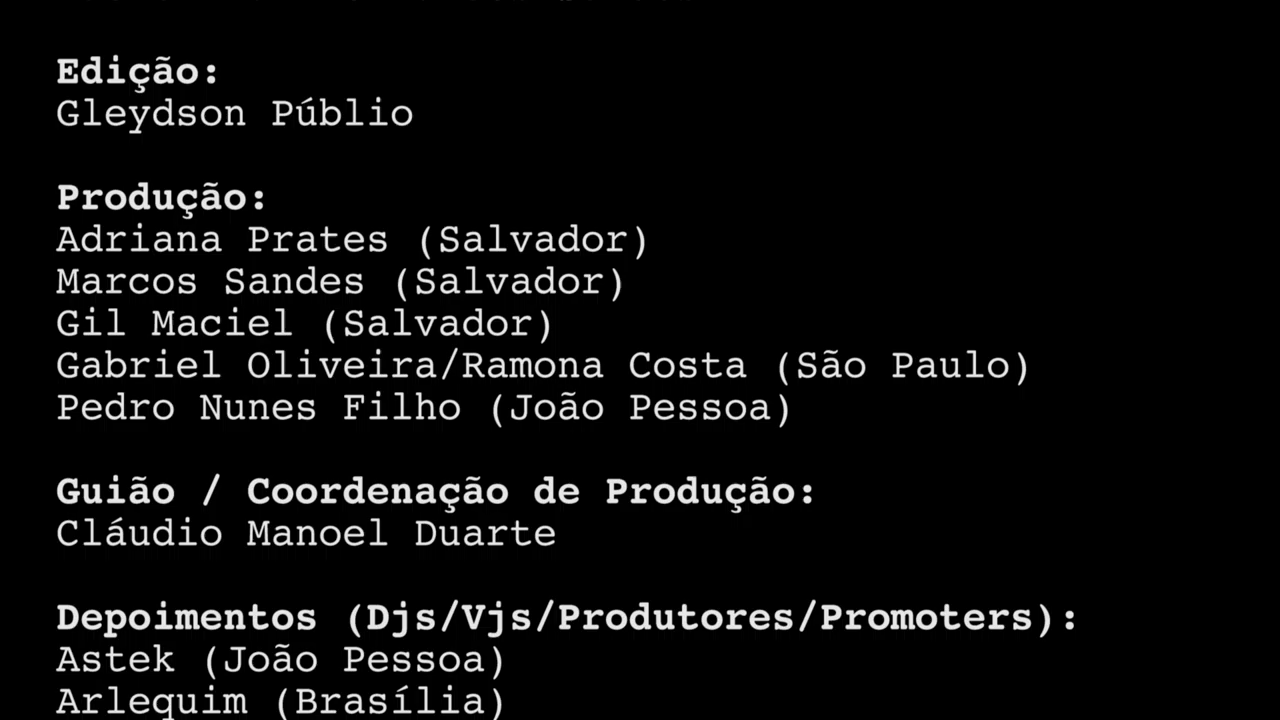 Edição:
Gleydson Públio
Produção:
Adriana Prates (Salvador)
Marcos Sandes (Salvador)
Gil Maciel (Salvador)
Gabriel Oliveira/Ramona Costa (São Paulo)
Pedro Nunes Filho (João Pessoa)
Guião / Coordenação de Produção:
Cláudio Manoel Duarte
Depoimentos (Djs/Vjs/Produtores/Promoters):
Astek (João Pessoa)
Arlequim (Brasília)